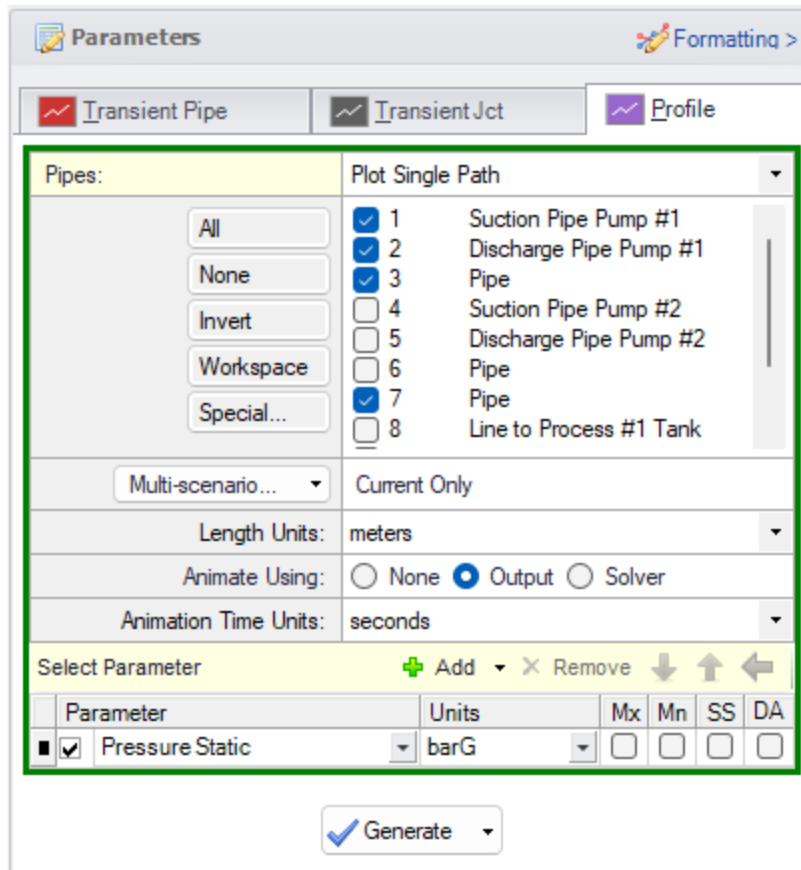 Parameters Formatting >
Transient Pipe Transient Jct Profile
Pipes: Plot Single Path
All
None
Invert
Workspace
Special...
1 Suction Pipe Pump #1
2 Discharge Pipe Pump #1
3 Pipe
4 Suction Pipe Pump #2
5 Discharge Pipe Pump #2
6 Pipe
7 Pipe
8 Line to Process #1 Tank
Multi-scenario... Current Only
Length Units: meters
Animate Using: None Output Solver
Animation Time Units: seconds
Select Parameter Add Remove
Parameter Units Mx Mn SS DA
Pressure Static barG
Generate